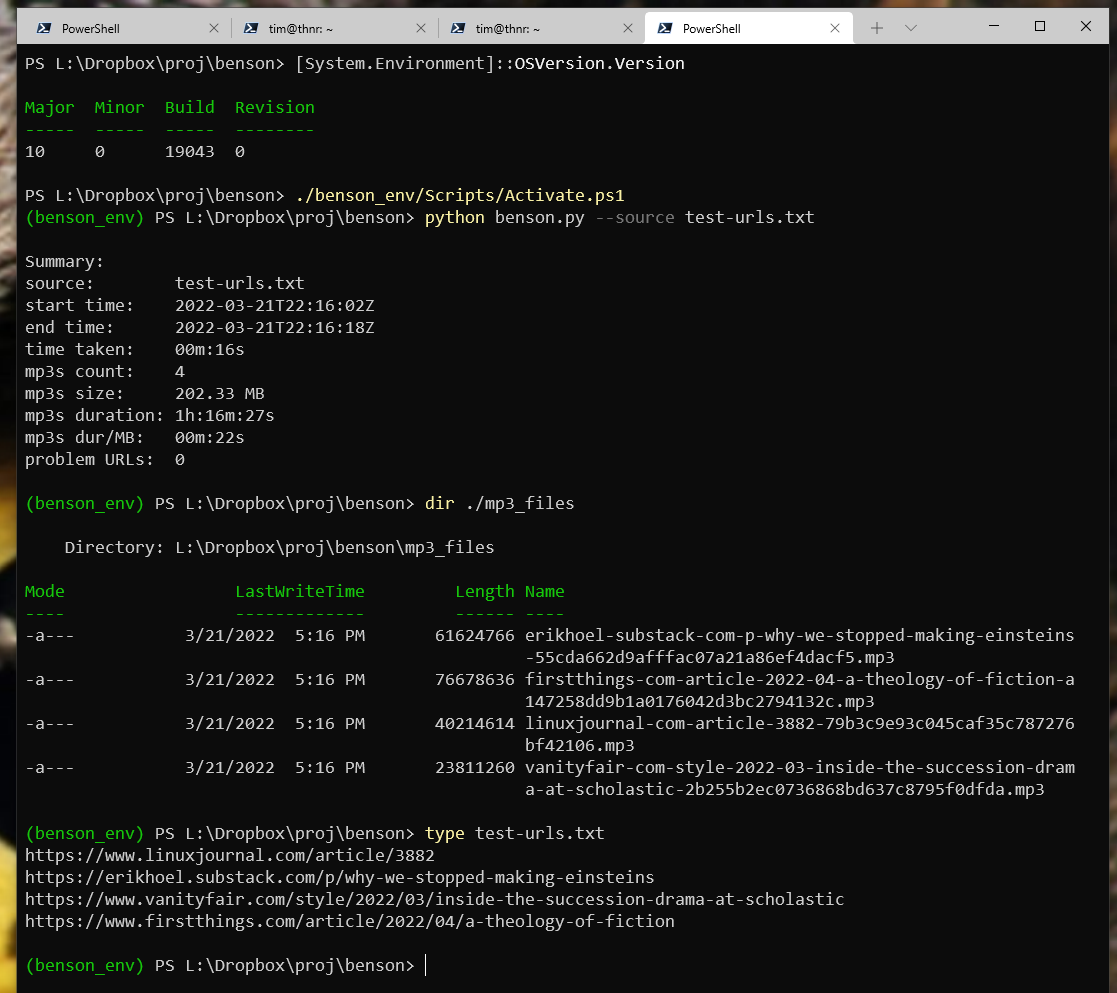 PowerShell
tim@thnr: ~
tim@thnr: ~
PowerShell
PS L:\Dropbox\proj\benson> [System.Environment]::OSVersion.Version
Major  Minor  Build  Revision
-----  -----  -----  --------
10     0      19043  0
PS L:\Dropbox\proj\benson> ./benson_env/Scripts/Activate.ps1
(benson_env) PS L:\Dropbox\proj\benson> python benson.py --source test-urls.txt
Summary:
source:        test-urls.txt
start time:    2022-03-21T22:16:02Z
end time:      2022-03-21T22:16:18Z
time taken:    00m:16s
mp3s count:    4
mp3s size:     202.33 MB
mp3s duration: 1h:16m:27s
mp3s dur/MB:   00m:22s
problem URLs:  0
(benson_env) PS L:\Dropbox\proj\benson> dir ./mp3_files
    Directory: L:\Dropbox\proj\benson\mp3_files
Mode                 LastWriteTime         Length Name
----                 -------------         ------ ----
-a---           3/21/2022  5:16 PM       61624766 erikhoel-substack-com-p-why-we-stopped-making-einsteins
                                                  -55cda662d9afffac07a21a86ef4dacf5.mp3
-a---           3/21/2022  5:16 PM       76678636 firstthings-com-article-2022-04-a-theology-of-fiction-a
                                                  147258dd9b1a0176042d3bc2794132c.mp3
-a---           3/21/2022  5:16 PM       40214614 linuxjournal-com-article-3882-79b3c9e93c045caf35c787276
                                                  bf42106.mp3
-a---           3/21/2022  5:16 PM       23811260 vanityfair-com-style-2022-03-inside-the-succession-dram
                                                  a-at-scholastic-2b255b2ec0736868bd637c8795f0dfda.mp3
(benson_env) PS L:\Dropbox\proj\benson> type test-urls.txt
https://www.linuxjournal.com/article/3882
https://erikhoel.substack.com/p/why-we-stopped-making-einsteins
https://www.vanityfair.com/style/2022/03/inside-the-succession-drama-at-scholastic
https://www.firstthings.com/article/2022/04/a-theology-of-fiction
(benson_env) PS L:\Dropbox\proj\benson>